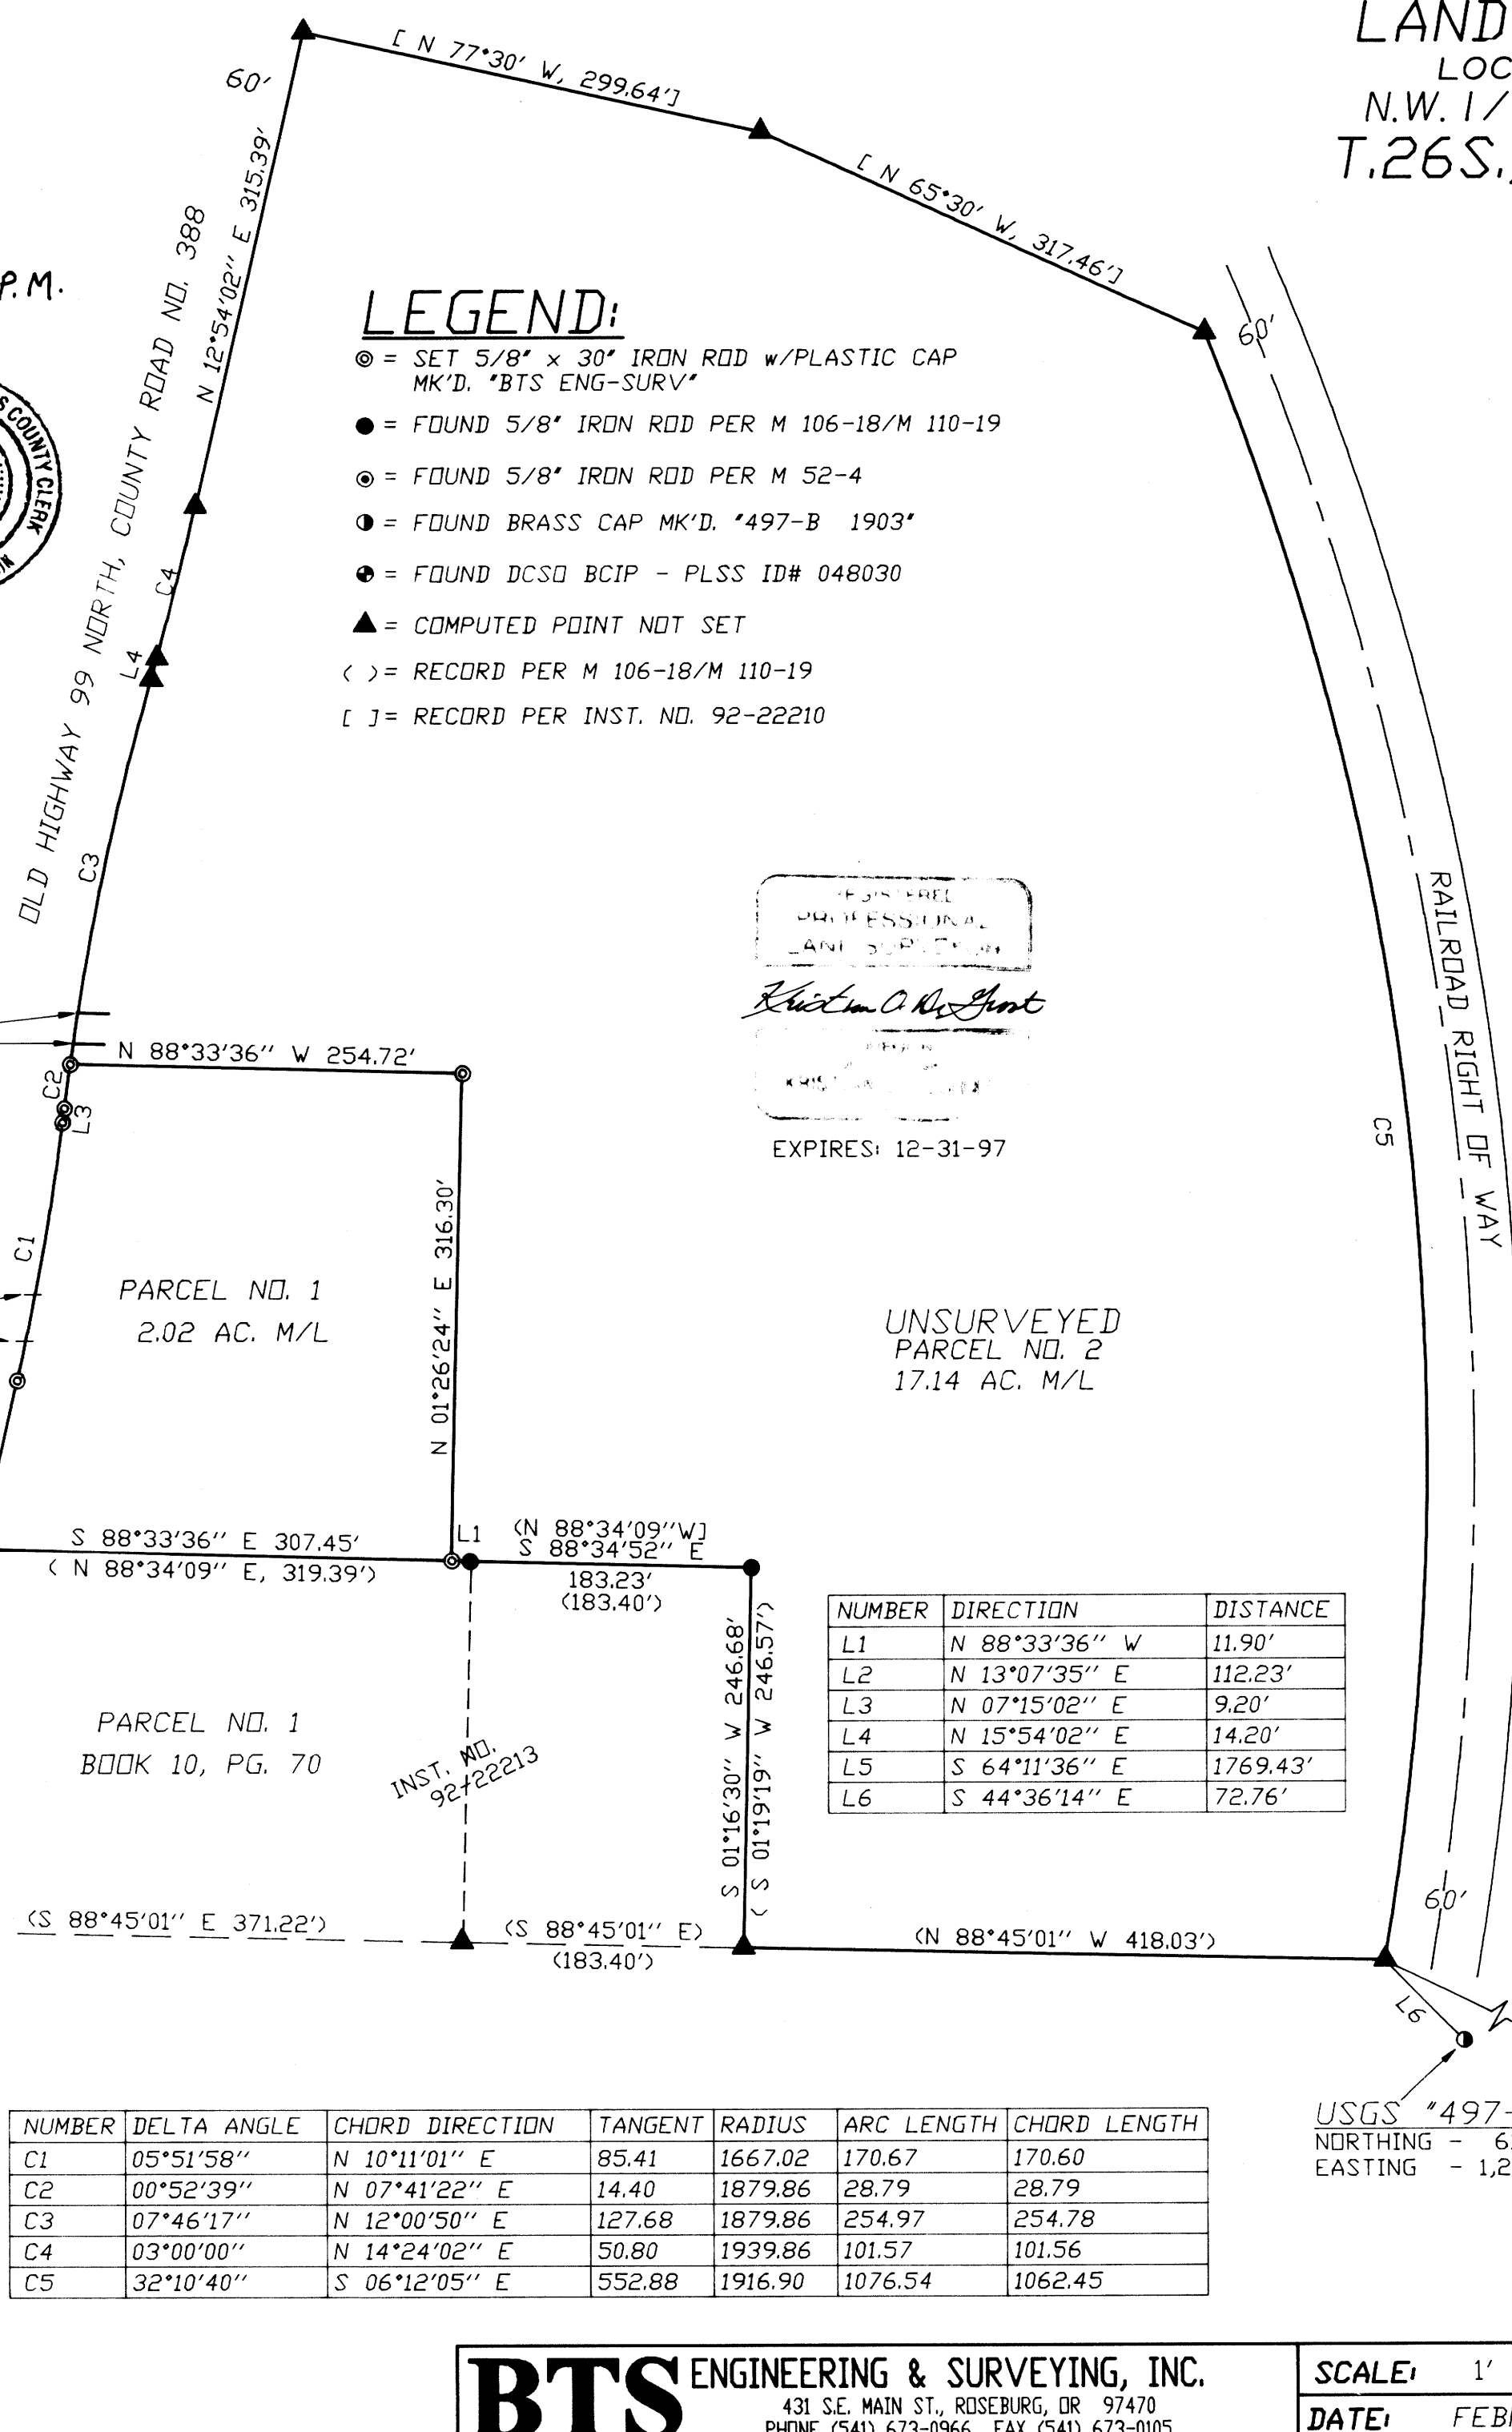 LAND
LOC
N.W. 1/
T.26S.,
P.M.
S COUNTY CLERK
60'
[ N 77°30' W, 299.64']
[ N 65°30' W, 317.46']
N 12°54'02" E 315.39'
OLD HIGHWAY 99 NORTH, COUNTY ROAD NO. 388
60'
LEGEND:
◎ = SET 5/8" x 30" IRON ROD w/PLASTIC CAP
MK'D. "BTS ENG-SURV"
● = FOUND 5/8" IRON ROD PER M 106-18/M 110-19
◉ = FOUND 5/8" IRON ROD PER M 52-4
◑ = FOUND BRASS CAP MK'D. "497-B 1903"
= FOUND DCSO BCIP - PLSS ID# 048030
▲ = COMPUTED POINT NOT SET
( ) = RECORD PER M 106-18/M 110-19
[ ] = RECORD PER INST. NO. 92-22210
C4
L4
C3
REGISTERED
PROFESSIONAL
LAND SURVEYOR
EXPIRES: 12-31-97
RAILROAD RIGHT OF WAY
C5
N 88°33'36" W 254.72'
C2
L3
C1
N 01°26'24" E 316.30'
PARCEL NO. 1
2.02 AC. M/L
UNSURVEYED
PARCEL NO. 2
17.14 AC. M/L
S 88°33'36" E 307.45'
( N 88°34'09" E, 319.39')
L1
(N 88°34'09"W]
S 88°34'52" E
183.23'
(183.40')
S 01°16'30" W 246.68'
( S 01°19'19" W 246.57')
NUMBER DIRECTION DISTANCE
L1 N 88°33'36" W 11.90'
L2 N 13°07'35" E 112.23'
L3 N 07°15'02" E 9.20'
L4 N 15°54'02" E 14.20'
L5 S 64°11'36" E 1769.43'
L6 S 44°36'14" E 72.76'
PARCEL NO. 1
BOOK 10, PG. 70
INST. NO.
92-22213
(S 88°45'01" E 371.22')
(S 88°45'01" E)
(183.40')
(N 88°45'01" W 418.03')
60'
L6
USGS "497-
NORTHING - 6
EASTING - 1,2
NUMBER DELTA ANGLE CHORD DIRECTION TANGENT RADIUS ARC LENGTH CHORD LENGTH
C1 05°51'58" N 10°11'01" E 85.41 1667.02 170.67 170.60
C2 00°52'39" N 07°41'22" E 14.40 1879.86 28.79 28.79
C3 07°46'17" N 12°00'50" E 127.68 1879.86 254.97 254.78
C4 03°00'00" N 14°24'02" E 50.80 1939.86 101.57 101.56
C5 32°10'40" S 06°12'05" E 552.88 1916.90 1076.54 1062.45
BTS ENGINEERING & SURVEYING, INC.
431 S.E. MAIN ST., ROSEBURG, OR 97470
PHONE (541) 673-0966 FAX (541) 673-0105
SCALE: 1'
DATE: FEB